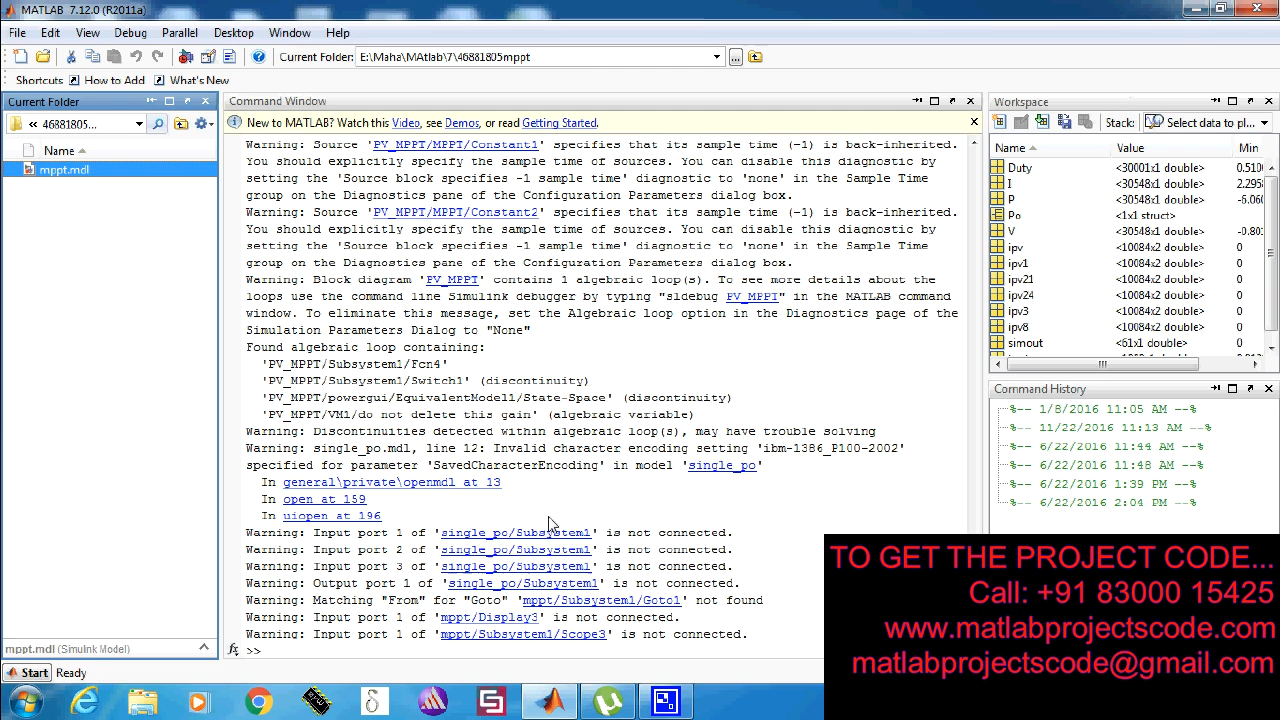 MATLAB 7.12.0 (R2011a)
File Edit View Debug Parallel Desktop Window Help
Current Folder: E:\Maha\MAtlab\7\46881805mppt
Shortcuts How to Add What's New
Current Folder
« 46881805...
Name
mppt.mdl
mppt.mdl (Simulink Model)
Start Ready
Command Window
New to MATLAB? Watch this Video, see Demos, or read Getting Started.
Warning: Source 'PV_MPPT/MPPT/Constant1' specifies that its sample time (-1) is back-inherited.
You should explicitly specify the sample time of sources. You can disable this diagnostic by
setting the 'Source block specifies -1 sample time' diagnostic to 'none' in the Sample Time
group on the Diagnostics pane of the Configuration Parameters dialog box.
Warning: Source 'PV_MPPT/MPPT/Constant2' specifies that its sample time (-1) is back-inherited.
You should explicitly specify the sample time of sources. You can disable this diagnostic by
setting the 'Source block specifies -1 sample time' diagnostic to 'none' in the Sample Time
group on the Diagnostics pane of the Configuration Parameters dialog box.
Warning: Block diagram 'PV_MPPT' contains 1 algebraic loop(s). To see more details about the
loops use the command line Simulink debugger by typing "sldebug PV_MPPT" in the MATLAB command
window. To eliminate this message, set the Algebraic loop option in the Diagnostics page of the
Simulation Parameters Dialog to "None"
Found algebraic loop containing:
'PV_MPPT/Subsystem1/Fcn4'
'PV_MPPT/Subsystem1/Switch1' (discontinuity)
'PV_MPPT/powergui/EquivalentModel1/State-Space' (discontinuity)
'PV_MPPT/VM1/do not delete this gain' (algebraic variable)
Warning: Discontinuities detected within algebraic loop(s), may have trouble solving
Warning: single_po.mdl, line 12: Invalid character encoding setting 'ibm-1386_P100-2002'
specified for parameter 'SavedCharacterEncoding' in model 'single_po'
In general\private\openmdl at 13
In open at 159
In uiopen at 196
Warning: Input port 1 of 'single_po/Subsystem1' is not connected.
Warning: Input port 2 of 'single_po/Subsystem1' is not connected.
Warning: Input port 3 of 'single_po/Subsystem1' is not connected.
Warning: Output port 1 of 'single_po/Subsystem1' is not connected.
Warning: Matching "From" for "Goto" 'mppt/Subsystem1/Goto1' not found
Warning: Input port 1 of 'mppt/Display3' is not connected.
Warning: Input port 1 of 'mppt/Subsystem1/Scope3' is not connected.
fx >>
Workspace
Stack: Select data to pl...
Name Value Min
Duty <30001x1 double> 0.510
I <30548x1 double> 2.295
P <30548x1 double> -6.060
Po <1x1 struct>
V <30548x1 double> -0.80
ipv <10084x2 double> 0
ipv1 <10084x2 double> 0
ipv21 <10084x2 double> 0
ipv24 <10084x2 double> 0
ipv3 <10084x2 double> 0
ipv8 <10084x2 double> 0
simout <61x1 double> 0
Command History
%-- 1/8/2016 11:05 AM --%
%-- 11/22/2016 11:13 AM --%
%-- 6/22/2016 11:44 AM --%
%-- 6/22/2016 11:48 AM --%
%-- 6/22/2016 1:39 PM --%
%-- 6/22/2016 2:04 PM --%
TO GET THE PROJECT CODE...
Call: +91 83000 15425
www.matlabprojectscode.com
matlabprojectscode@gmail.com